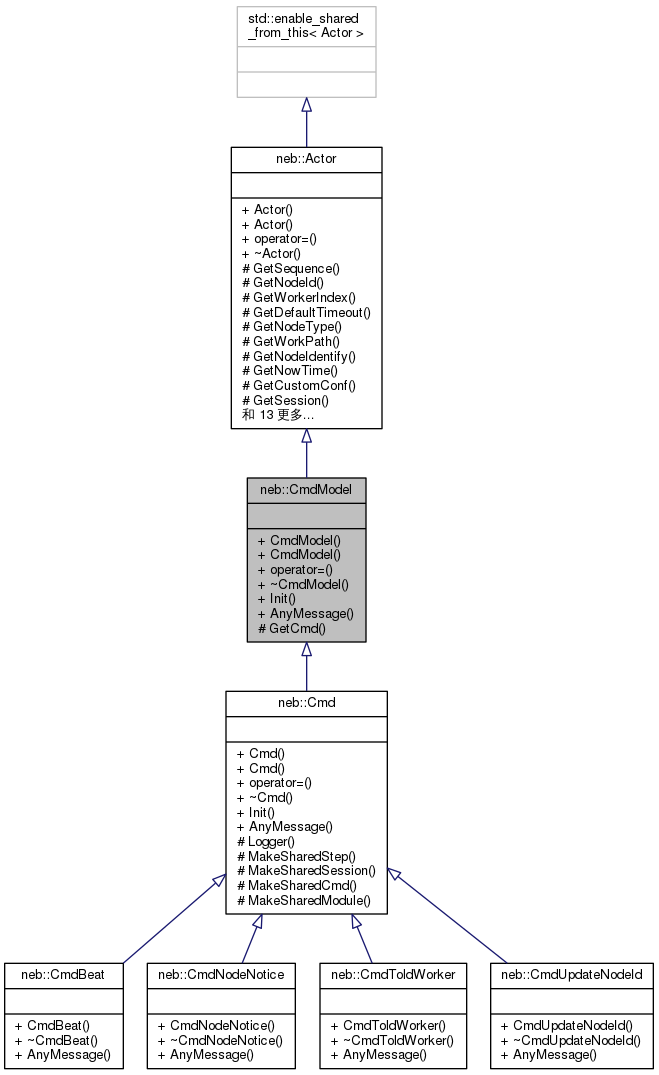 std::enable_shared
_from_this< Actor >
neb::Actor
+ Actor()
+ Actor()
+ operator=()
+ ~Actor()
# GetSequence()
# GetNodeId()
# GetWorkerIndex()
# GetDefaultTimeout()
# GetNodeType()
# GetWorkPath()
# GetNodeIdentify()
# GetNowTime()
# GetCustomConf()
# GetSession()
和 13 更多...
neb::CmdModel
+ CmdModel()
+ CmdModel()
+ operator=()
+ ~CmdModel()
+ Init()
+ AnyMessage()
# GetCmd()
neb::Cmd
+ Cmd()
+ Cmd()
+ operator=()
+ ~Cmd()
+ Init()
+ AnyMessage()
# Logger()
# MakeSharedStep()
# MakeSharedSession()
# MakeSharedCmd()
# MakeSharedModule()
neb::CmdBeat
+ CmdBeat()
+ ~CmdBeat()
+ AnyMessage()
neb::CmdNodeNotice
+ CmdNodeNotice()
+ ~CmdNodeNotice()
+ AnyMessage()
neb::CmdToldWorker
+ CmdToldWorker()
+ ~CmdToldWorker()
+ AnyMessage()
neb::CmdUpdateNodeId
+ CmdUpdateNodeId()
+ ~CmdUpdateNodeId()
+ AnyMessage()